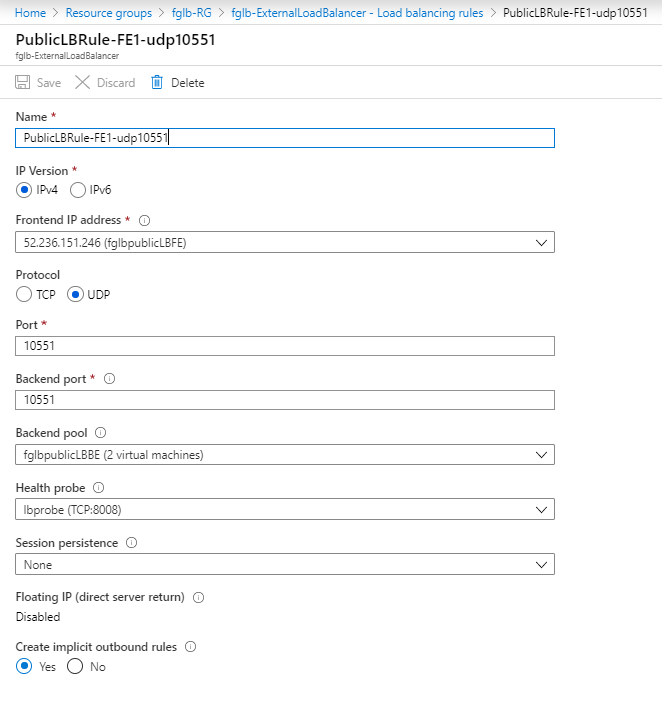 Home > Resource groups > fglb-RG > fglb-ExternalLoadBalancer - Load balancing rules > PublicLBRule-FE1-udp10551
PublicLBRule-FE1-udp10551
fglb-ExternalLoadBalancer
Save Discard Delete
Name *
PublicLBRule-FE1-udp10551
IP Version *
IPv4 IPv6
Frontend IP address *
52.236.151.246 (fglbpublicLBFE)
Protocol
TCP UDP
Port *
10551
Backend port *
10551
Backend pool
fglbpublicLBBE (2 virtual machines)
Health probe
lbprobe (TCP:8008)
Session persistence
None
Floating IP (direct server return)
Disabled
Create implicit outbound rules
Yes No